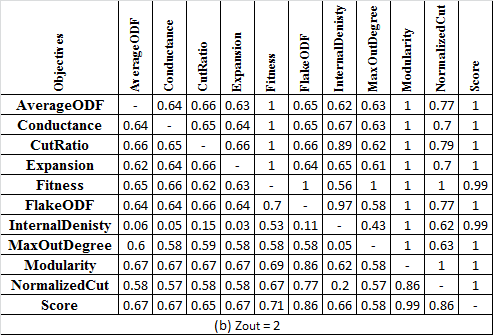 Objectives AverageODF Conductance CutRatio Expansion Fitness FlakeODF InternalDenisty MaxOutDegree Modularity NormalizedCut Score
AverageODF - 0.64 0.66 0.63 1 0.65 0.62 0.63 1 0.77 1
Conductance 0.64 - 0.65 0.64 1 0.66 0.67 0.63 1 0.7 1
CutRatio 0.66 0.65 - 0.66 1 0.66 0.89 0.62 1 0.79 1
Expansion 0.62 0.64 0.66 - 1 0.64 0.65 0.61 1 0.7 1
Fitness 0.65 0.66 0.62 0.63 - 1 0.56 1 1 1 0.99
FlakeODF 0.64 0.64 0.66 0.64 0.7 - 0.97 0.58 1 0.77 1
InternalDenisty 0.06 0.05 0.15 0.03 0.53 0.11 - 0.43 1 0.62 0.99
MaxOutDegree 0.6 0.58 0.59 0.58 0.58 0.58 0.05 - 1 0.63 1
Modularity 0.67 0.67 0.67 0.67 0.69 0.86 0.62 0.58 - 1 1
NormalizedCut 0.58 0.57 0.58 0.58 0.67 0.77 0.2 0.57 0.86 - 1
Score 0.67 0.67 0.65 0.67 0.71 0.86 0.66 0.58 0.99 0.86 -
(b) Zout = 2